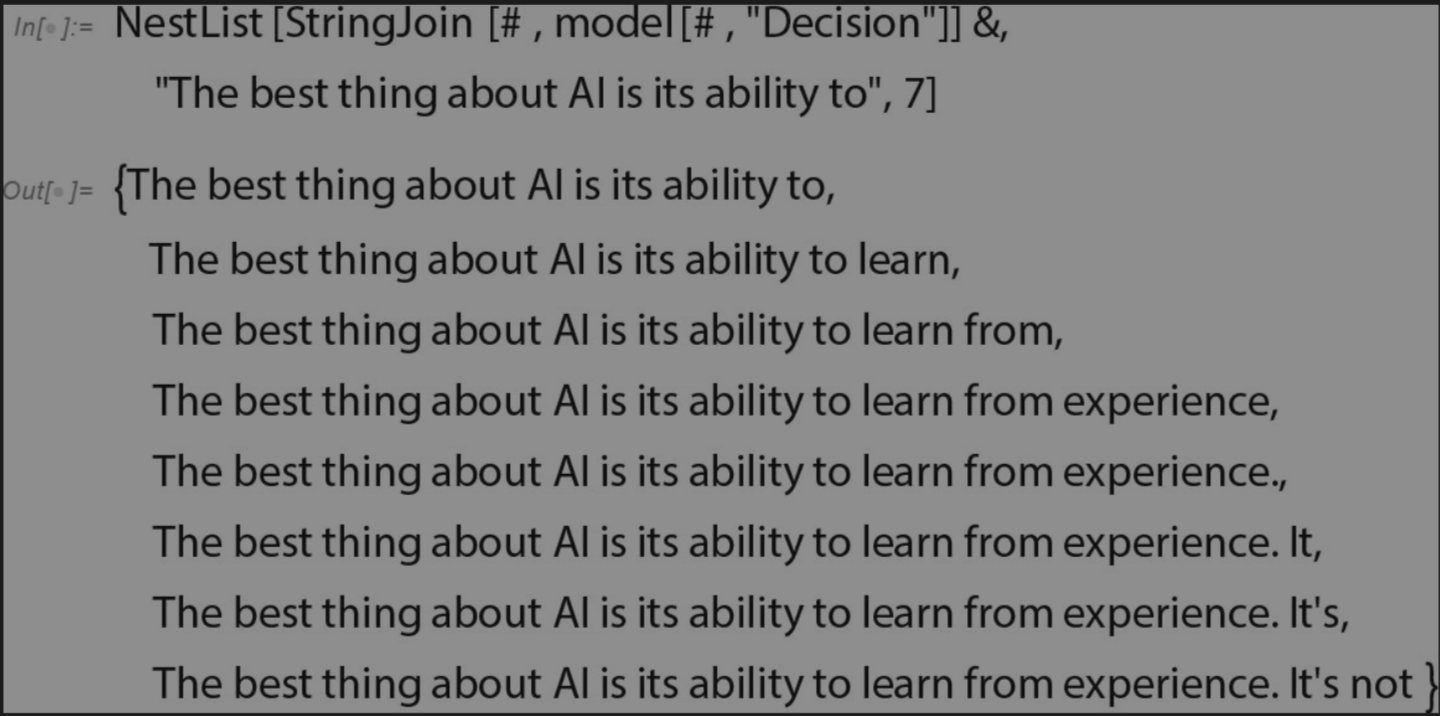 In[ ]:= NestList [StringJoin [# , model[# , "Decision"]] &,
"The best thing about AI is its ability to", 7]
Out[ ]= {The best thing about AI is its ability to,
The best thing about AI is its ability to learn,
The best thing about AI is its ability to learn from,
The best thing about AI is its ability to learn from experience,
The best thing about AI is its ability to learn from experience.,
The best thing about AI is its ability to learn from experience. It,
The best thing about AI is its ability to learn from experience. It's,
The best thing about AI is its ability to learn from experience. It's not }